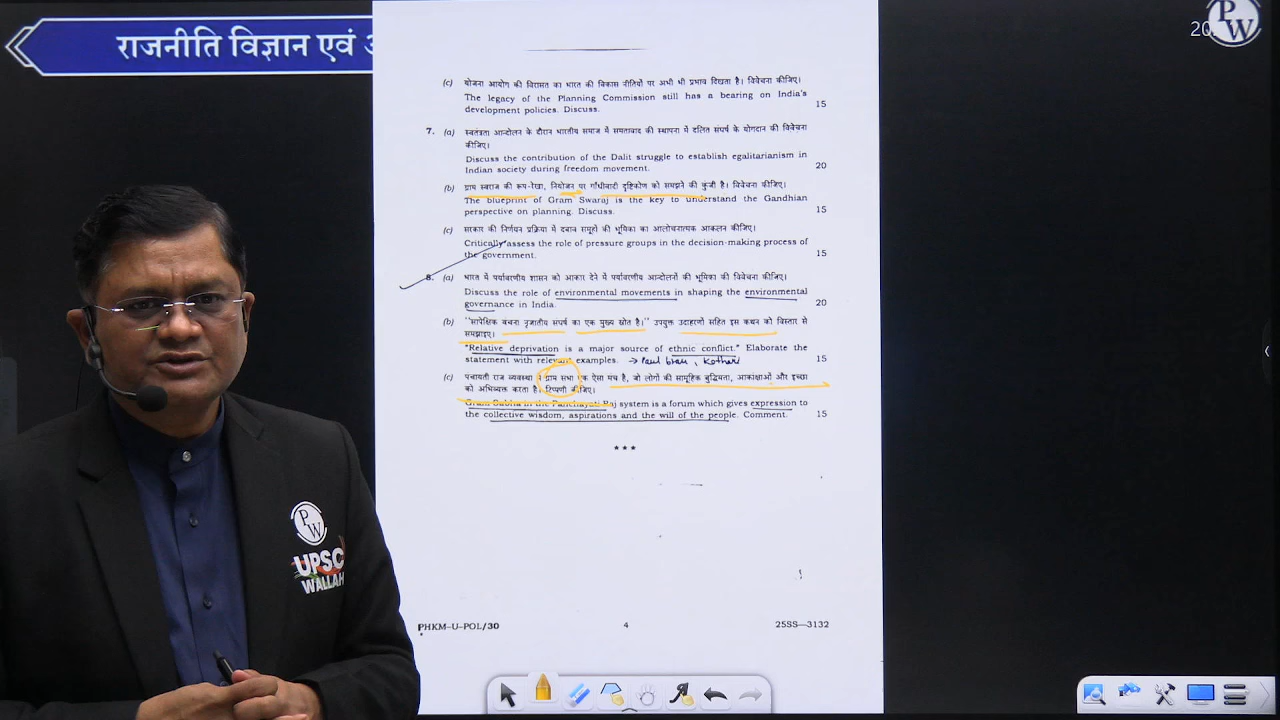 राजनीति विज्ञान एवं
20
PW
(c) योजना आयोग की विरासत का भारत की विकास नीतियों पर अभी भी प्रभाव दिखता है। विवेचना कीजिए।
The legacy of the Planning Commission still has a bearing on India's
development policies. Discuss. 15
7. (a) स्वतंत्रता आन्दोलन के दौरान भारतीय समाज में समतावाद की स्थापना में दलित संघर्ष के योगदान की विवेचना
कीजिए।
Discuss the contribution of the Dalit struggle to establish egalitarianism in
Indian society during freedom movement. 20
(b) ग्राम स्वराज की रूप-रेखा, नियोजन पर गाँधीवादी दृष्टिकोण को समझने की कुंजी है। विवेचना कीजिए।
The blueprint of Gram Swaraj is the key to understand the Gandhian
perspective on planning. Discuss. 15
(c) सरकार की निर्णयन प्रक्रिया में दबाव समूहों की भूमिका का आलोचनात्मक आकलन कीजिए।
Critically assess the role of pressure groups in the decision-making process of
the government. 15
8. (a) भारत में पर्यावरणीय शासन को आकार देने में पर्यावरणीय आन्दोलनों की भूमिका की विवेचना कीजिए।
Discuss the role of environmental movements in shaping the environmental
governance in India. 20
(b) "सापेक्षिक वंचना नृजातीय संघर्ष का एक मुख्य स्रोत है।" उपयुक्त उदाहरणों सहित इस कथन को विस्तार से
समझाइए।
"Relative deprivation is a major source of ethnic conflict." Elaborate the
statement with relevant examples. → Paul Brass, Kothari 15
(c) पंचायती राज व्यवस्था में ग्राम सभा एक ऐसा मंच है, जो लोगों की सामूहिक बुद्धिमता, आकांक्षाओं और इच्छा
को अभिव्यक्त करता है। टिप्पणी कीजिए।
Gram Sabha in the Panchayati Raj system is a forum which gives expression to
the collective wisdom, aspirations and the will of the people. Comment. 15
***
PHKM-U-POL/30 4 25SS-3132
PW
UPSC
WALLAH